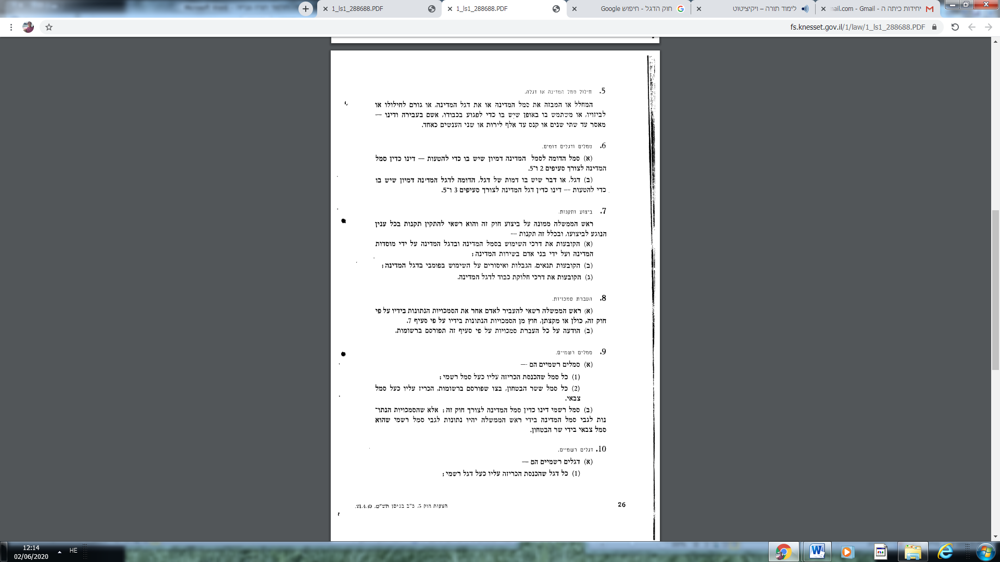 יחידות כיתה ה - mail.com - Gmail
לימוד תורה – ויקיציטוט
חוק הדגל - חיפוש Google
1_ls1_288688.PDF
1_ls1_288688.PDF
fs.knesset.gov.il/1/law/1_ls1_288688.PDF
5. חילול סמל המדינה או דגלה.
המחלל או המבזה את סמל המדינה או את דגל המדינה, או גורם לחילולו או
לביזויו, או משתמש בו באופן שיש בו כדי לפגוע בכבודו, אשם בעבירה ודינו —
מאסר עד שתי שנים או קנס עד אלף לירות או שני הענשים כאחד.
6. סמלים ודגלים דומים.
(א) סמל הדומה לסמל המדינה דמיון שיש בו כדי להטעות — דינו כדין סמל
המדינה לצורך סעיפים 2 ו־5.
(ב) דגל, או דבר שיש בו דמות של דגל, הדומה לדגל המדינה דמיון שיש בו
כדי להטעות — דינו כדין דגל המדינה לצורך סעיפים 3 ו־5.
7. ביצוע ותקנות.
ראש הממשלה ממונה על ביצוע חוק זה והוא רשאי להתקין תקנות בכל ענין
הנוגע לביצועו, ובכלל זה תקנות —
(א) הקובעות את דרכי השימוש בסמל המדינה ובדגל המדינה על ידי מוסדות
המדינה ועל ידי בני אדם בשירות המדינה;
(ב) הקובעות תנאים, הגבלות ואיסורים על השימוש בפומבי בדגל המדינה;
(ג) הקובעות את דרכי חלוקת כבוד לדגל המדינה.
8. העברת סמכויות.
(א) ראש הממשלה רשאי להעביר לאדם אחר את הסמכויות הנתונות בידיו על פי
חוק זה, כולן או מקצתן, חוץ מן הסמכויות הנתונות בידיו על פי סעיף 7.
(ב) הודעה על כל העברת סמכויות על פי סעיף זה תפורסם ברשומות.
9. סמלים רשמיים.
(א) סמלים רשמיים הם —
(1) כל סמל שהכנסת הכריזה עליו כעל סמל רשמי;
(2) כל סמל ששר הבטחון, בצו שפורסם ברשומות, הכריז עליו כעל סמל
צבאי.
(ב) סמל רשמי דינו כדין סמל המדינה לצורך חוק זה; אלא שהסמכויות הנתו־
נות לגבי סמל המדינה בידי ראש הממשלה יהיו נתונות לגבי סמל רשמי שהוא
סמל צבאי בידי שר הבטחון.
10. דגלים רשמיים.
(א) דגלים רשמיים הם —
(1) כל דגל שהכנסת הכריזה עליו כעל דגל רשמי;
26
הצעות חוק 5, כ"ב בניסן תש"ט, 21.4.49.
HE
12:14
02/06/2020